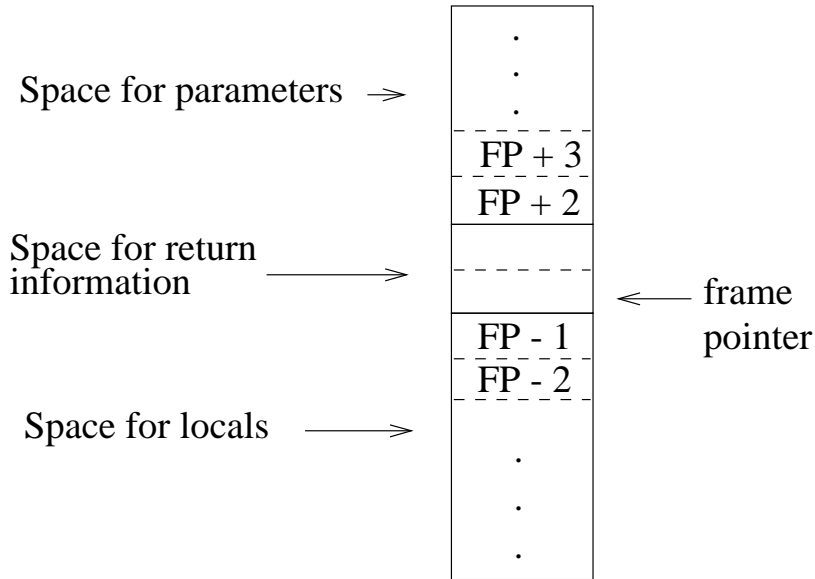 Space for parameters
FP + 3
FP + 2
Space for return
information
frame
pointer
FP - 1
FP - 2
Space for locals